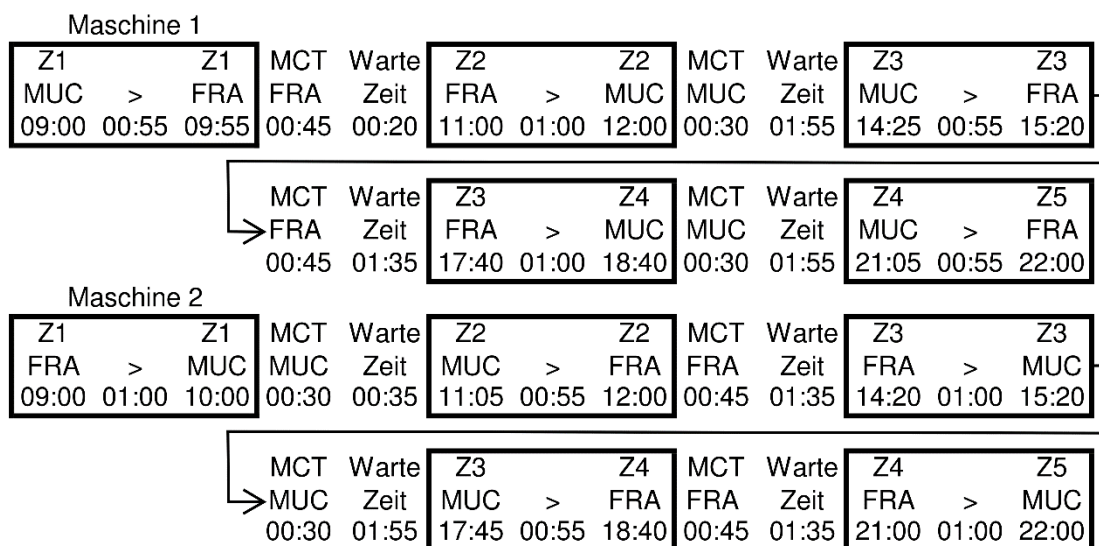 Maschine 1
Z1 Z1 MCT Warte Z2 Z2 MCT Warte Z3 Z3
MUC > FRA FRA Zeit FRA > MUC MUC Zeit MUC > FRA
09:00 00:55 09:55 00:45 00:20 11:00 01:00 12:00 00:30 01:55 14:25 00:55 15:20
MCT Warte Z3 Z4 MCT Warte Z4 Z5
FRA Zeit FRA > MUC MUC Zeit MUC > FRA
00:45 01:35 17:40 01:00 18:40 00:30 01:55 21:05 00:55 22:00
Maschine 2
Z1 Z1 MCT Warte Z2 Z2 MCT Warte Z3 Z3
FRA > MUC MUC Zeit MUC > FRA FRA Zeit FRA > MUC
09:00 01:00 10:00 00:30 00:35 11:05 00:55 12:00 00:45 01:35 14:20 01:00 15:20
MCT Warte Z3 Z4 MCT Warte Z4 Z5
MUC Zeit MUC > FRA FRA Zeit FRA > MUC
00:30 01:55 17:45 00:55 18:40 00:45 01:35 21:00 01:00 22:00